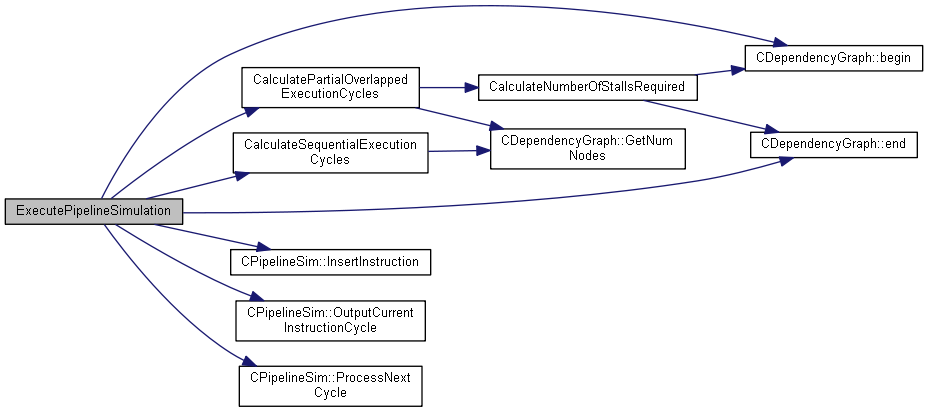 CDependencyGraph::begin
CalculatePartialOverlapped
ExecutionCycles
CalculateNumberOfStallsRequired
CalculateSequentialExecution
Cycles
CDependencyGraph::GetNum
Nodes
CDependencyGraph::end
ExecutePipelineSimulation
CPipelineSim::InsertInstruction
CPipelineSim::OutputCurrent
InstructionCycle
CPipelineSim::ProcessNext
Cycle